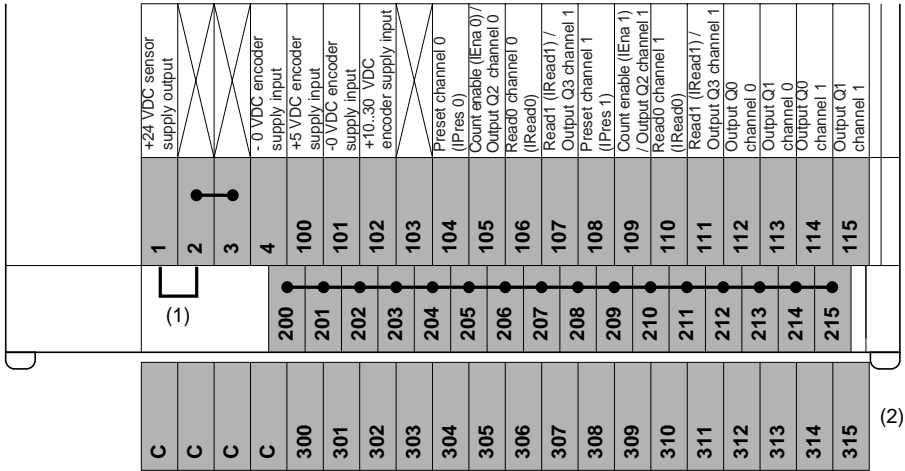 +24 VDC sensor
supply output
- 0 VDC encoder
supply input
+5 VDC encoder
supply input
-0 VDC encoder
supply input
+10..30 VDC
encoder supply input
Preset channel 0
(IPres 0)
Count enable (IEna 0)/
Output Q2 channel 0
Read0 channel 0
(IRead0)
Read1 (IRead1) /
Output Q3 channel 1
Preset channel 1
(IPres 1)
Count enable (IEna 1)
/ Output Q2 channel 1
Read0 channel 1
(IRead0)
Read1 (IRead1) /
Output Q3 channel 1
Output Q0
channel 0
Output Q1
channel 0
Output Q0
channel 1
Output Q1
channel 1
1
2
3
4
100
101
102
103
104
105
106
107
108
109
110
111
112
113
114
115
(1)
200
201
202
203
204
205
206
207
208
209
210
211
212
213
214
215
C
C
C
C
300
301
302
303
304
305
306
307
308
309
310
311
312
313
314
315
(2)